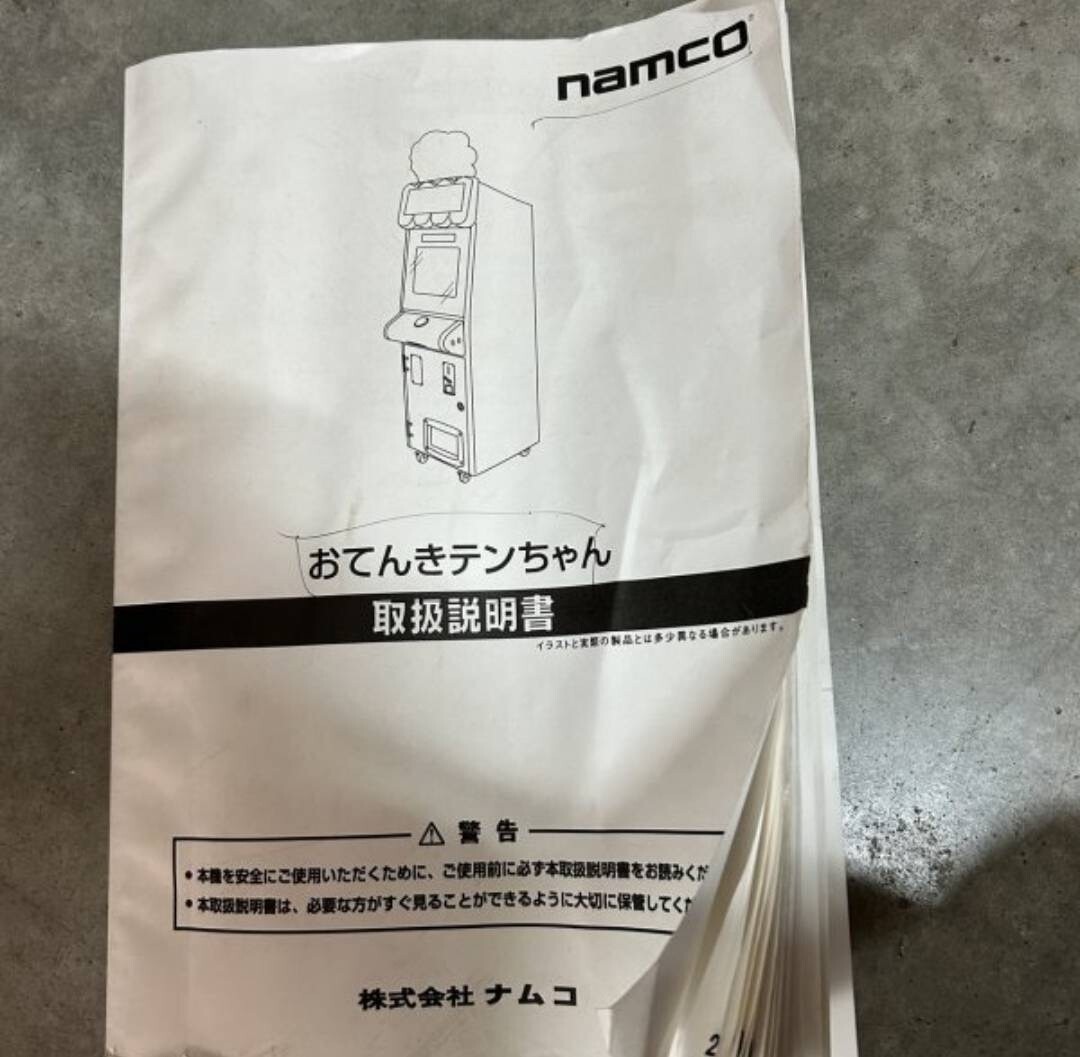 namco
おてんきテンちゃん
取扱説明書
イラストと実際の製品とは多少異なる場合があります。
⚠ 警告
• 本機を安全にご使用いただくために、ご使用前に必ず本取扱説明書をお読みくだ
• 本取扱説明書は、必要な方がすぐ見ることができるように大切に保管してくだ
株式会社 ナムコ
2